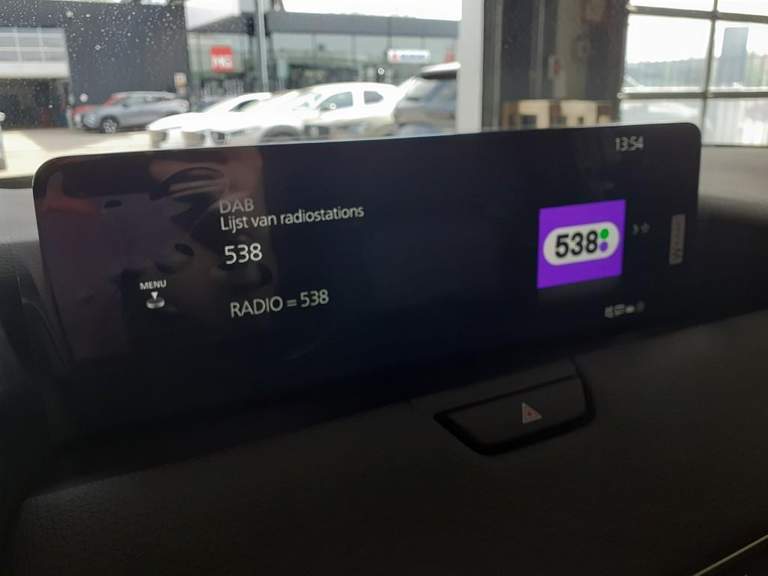 13:54
DAB
Lijst van radiostations
538
538
MENU
RADIO = 538